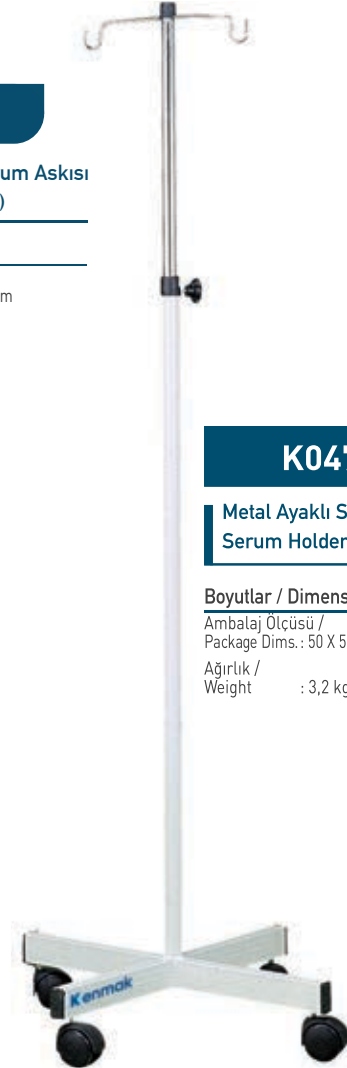 um Askısı
)
m
K04
Metal Ayaklı S
Serum Holder
Boyutlar / Dimens
Ambalaj Ölçüsü /
Package Dims. : 50 X 5
Ağırlık /
Weight : 3,2 kg
Kenmak